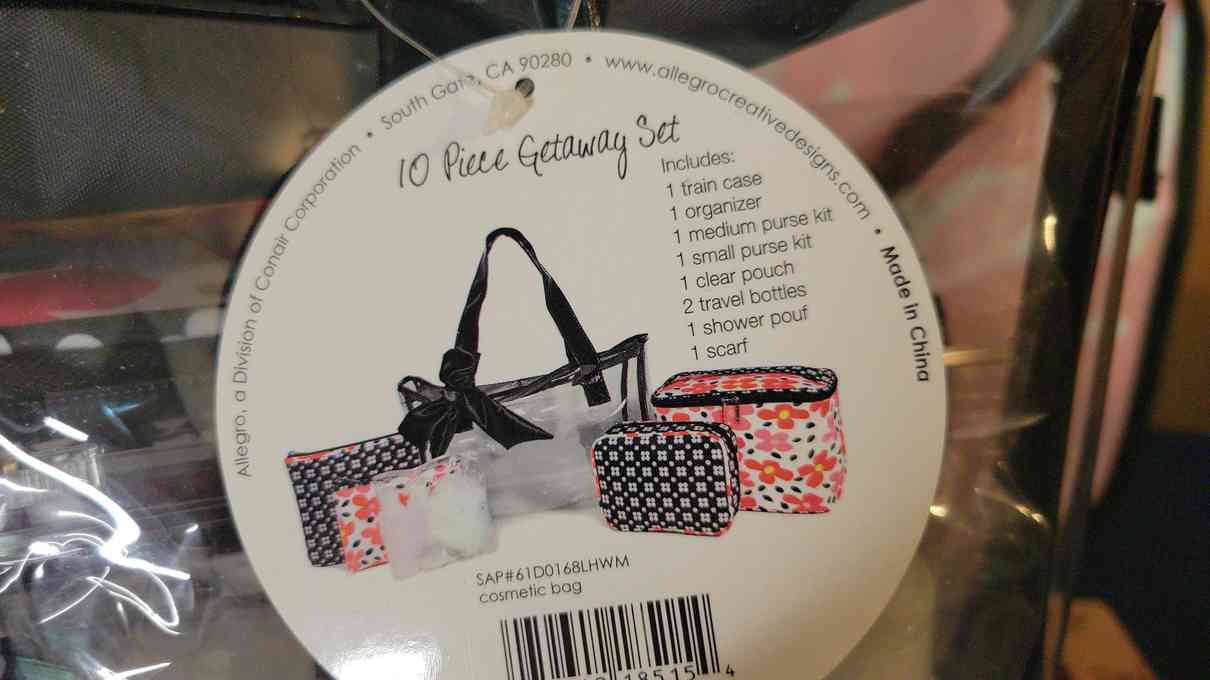 Allegro, a Division of Conair Corporation • South Gate, CA 90280 • www.allegrocreativedesigns.com • Made in China
10 Piece Getaway Set
Includes:
1 train case
1 organizer
1 medium purse kit
1 small purse kit
1 clear pouch
2 travel bottles
1 shower pouf
1 scarf
SAP#61D0168LHWM
cosmetic bag
18515 4